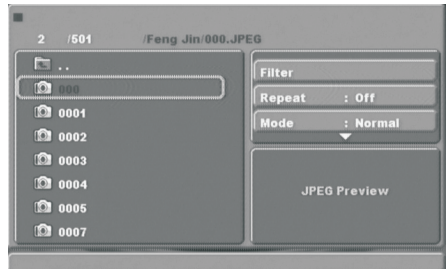 2 /501 /Feng Jin/000.JPEG
..
000
0001
0002
0003
0004
0005
0007
Filter
Repeat : Off
Mode : Normal
JPEG Preview